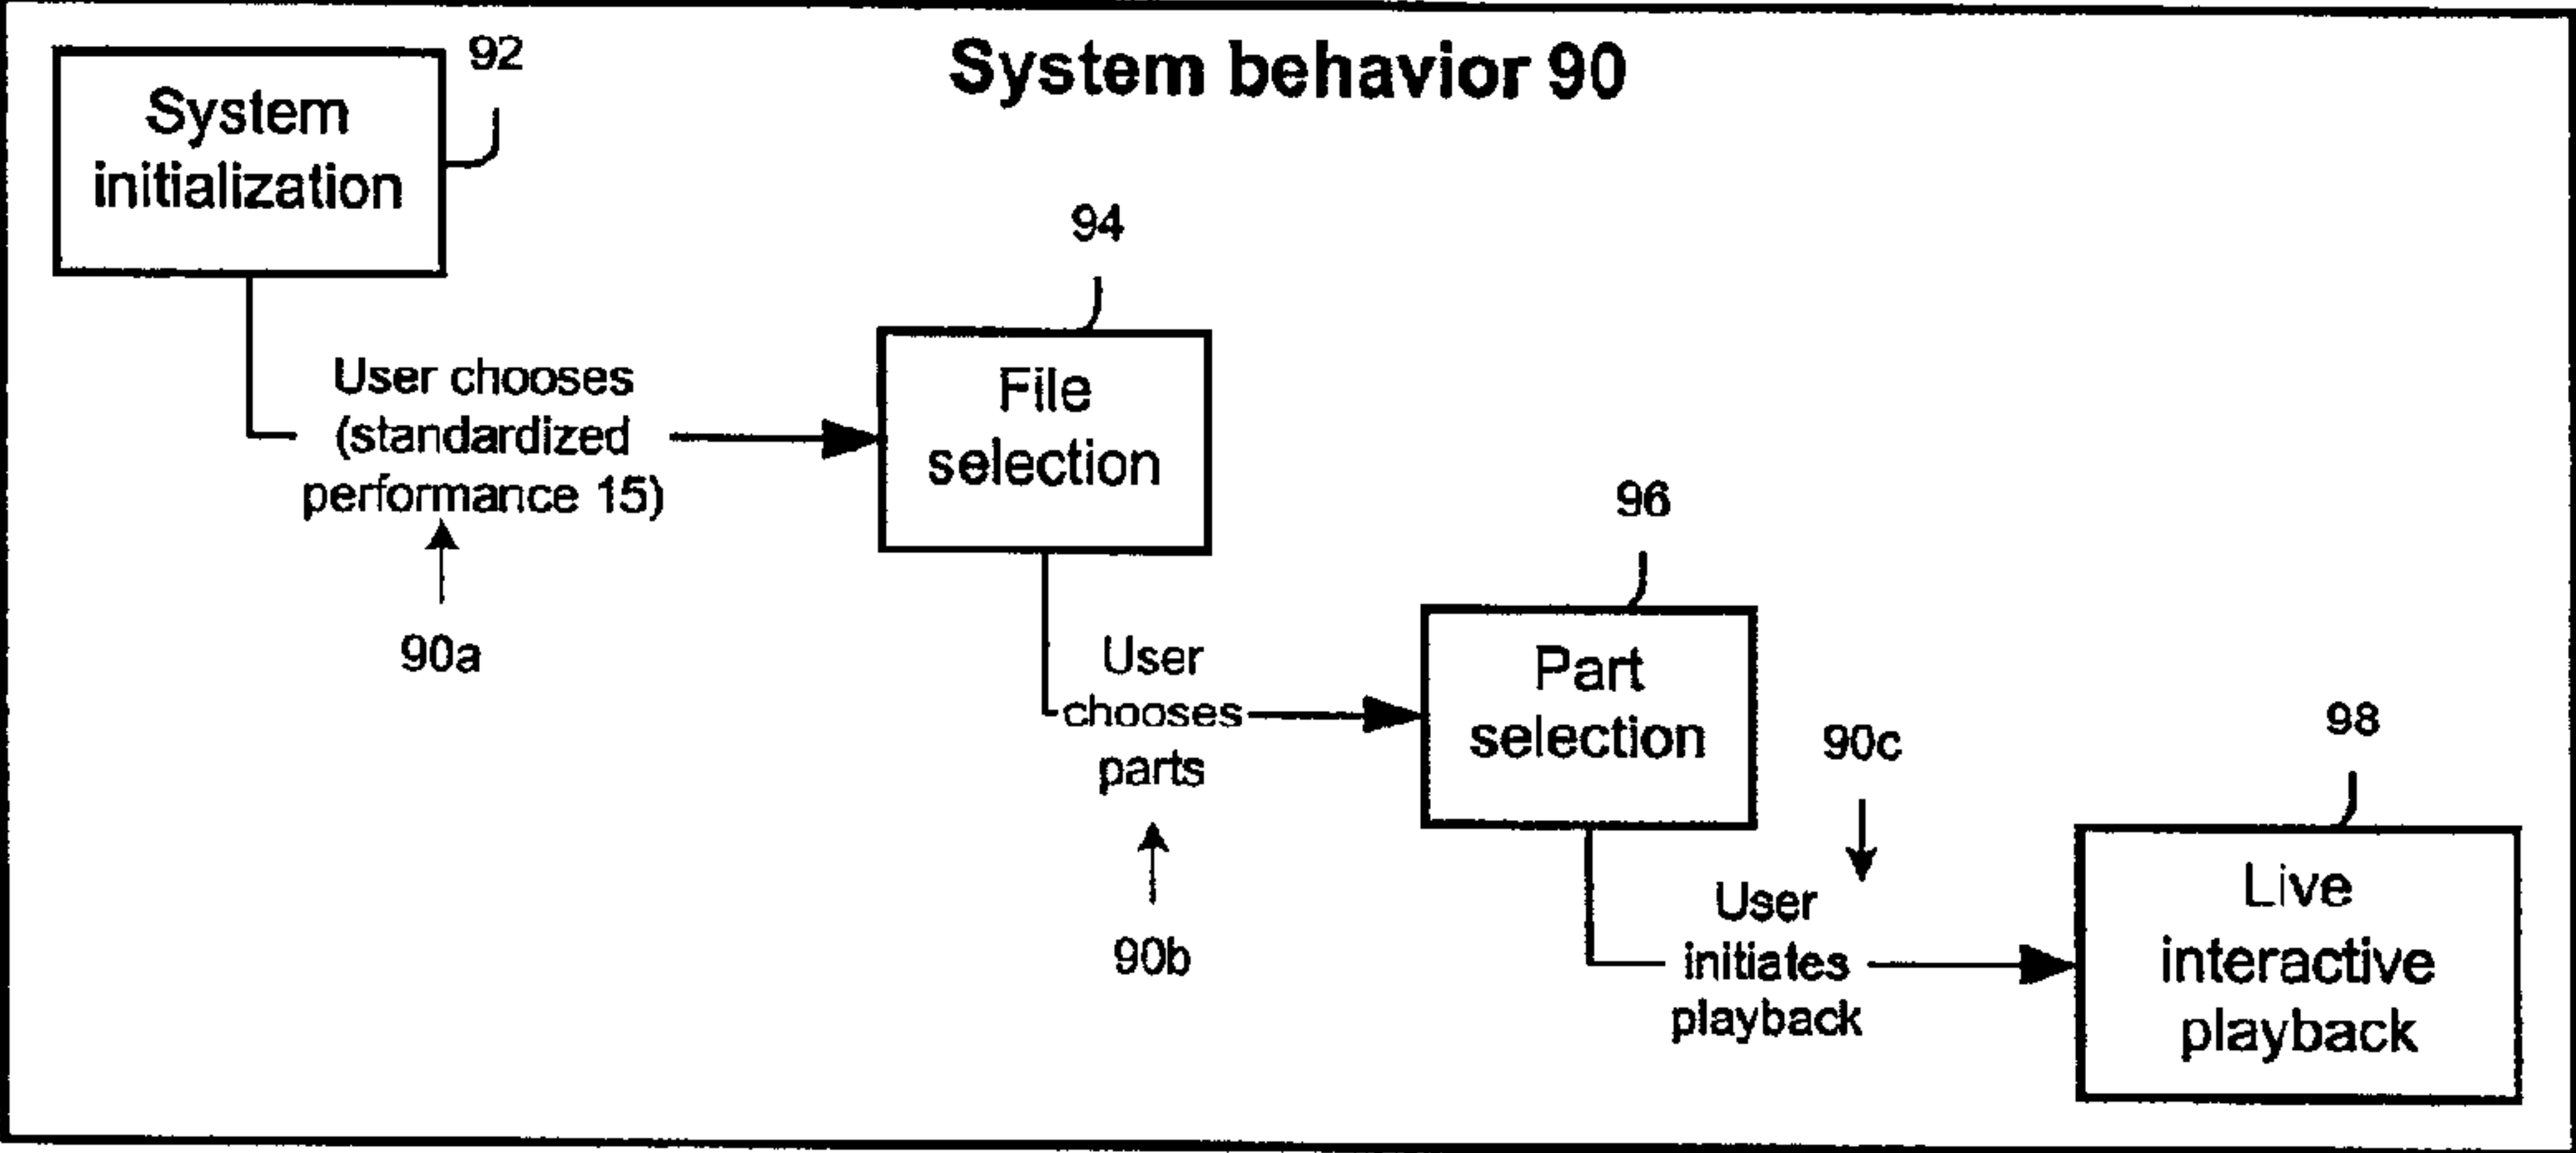 System behavior 90
92
System
initialization
94
User chooses
(standardized
performance 15)
90a
File
selection
96
User
chooses
parts
90b
Part
selection
90c
98
User
initiates
playback
Live
interactive
playback